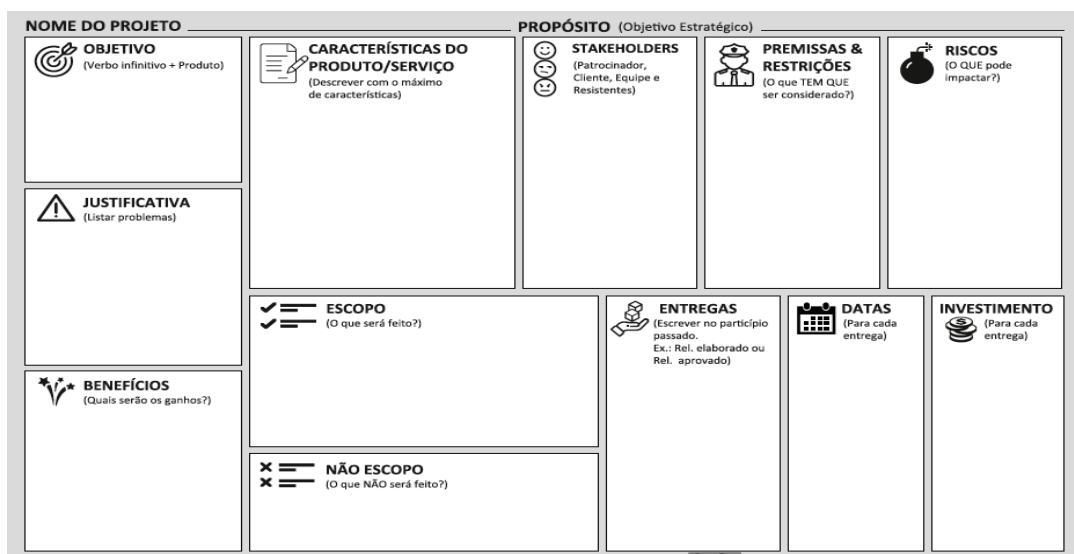 NOME DO PROJETO
PROPÓSITO (Objetivo Estratégico)
OBJETIVO
(Verbo infinitivo + Produto)
CARACTERÍSTICAS DO
PRODUTO/SERVIÇO
(Descrever com o máximo
de características)
STAKEHOLDERS
(Patrocinador,
Cliente, Equipe e
Resistentes)
PREMISSAS &
RESTRIÇÕES
(O que TEM QUE
ser considerado?)
RISCOS
(O QUE pode
impactar?)
JUSTIFICATIVA
(Listar problemas)
BENEFÍCIOS
(Quais serão os ganhos?)
ESCOPO
(O que será feito?)
NÃO ESCOPO
(O que NÃO será feito?)
ENTREGAS
(Escrever no particípio
passado.
Ex.: Rel. elaborado ou
Rel. aprovado)
DATAS
(Para cada
entrega)
INVESTIMENTO
(Para cada
entrega)